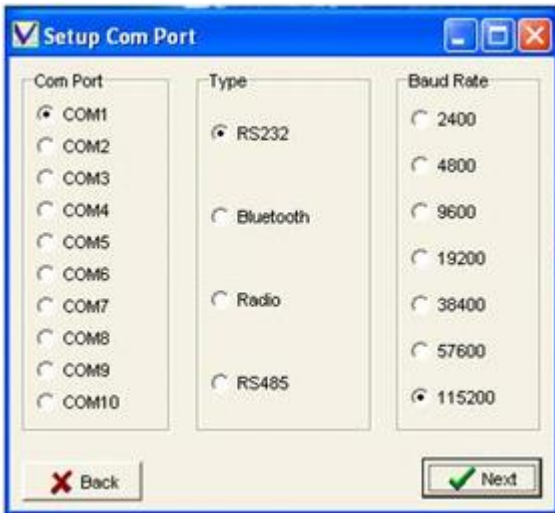 Setup Com Port
Com Port
COM1
COM2
COM3
COM4
COM5
COM6
COM7
COM8
COM9
COM10
Type
RS232
Bluetooth
Radio
RS485
Baud Rate
2400
4800
9600
19200
38400
57600
115200
Back
Next